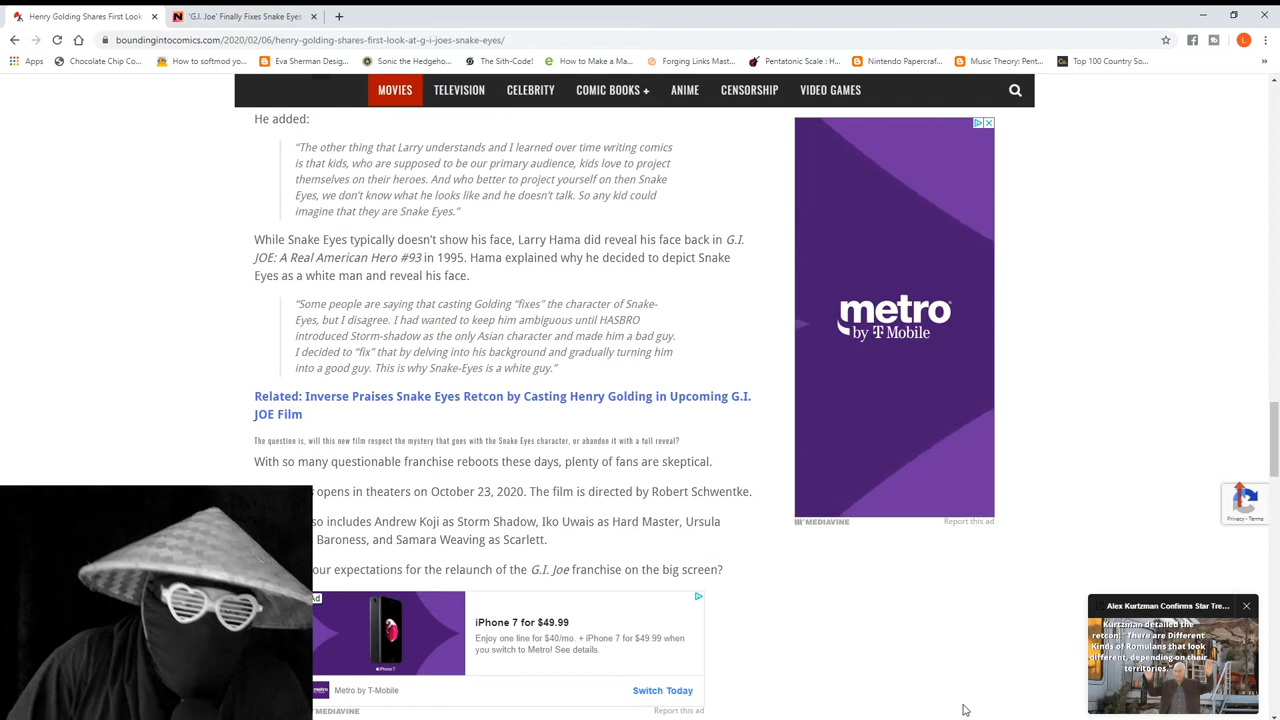 Henry Golding Shares First Look
'G.I. Joe' Finally Fixes Snake Eyes
boundingintocomics.com/2020/02/06/henry-golding-shares-first-look-at-g-i-joes-snake-eyes/
Apps Chocolate Chip Co... How to softmod yo... Eva Sherman Desig... Sonic the Hedgeho... The Sith-Code! How to Make a Ma... Forging Links Mast... Pentatonic Scale : H... Nintendo Papercraf... Music Theory: Pent... Top 100 Country So...
MOVIES TELEVISION CELEBRITY COMIC BOOKS + ANIME CENSORSHIP VIDEO GAMES
He added:
“The other thing that Larry understands and I learned over time writing comics
is that kids, who are supposed to be our primary audience, kids love to project
themselves on their heroes. And who better to project yourself on then Snake
Eyes, we don’t know what he looks like and he doesn’t talk. So any kid could
imagine that they are Snake Eyes.”
While Snake Eyes typically doesn’t show his face, Larry Hama did reveal his face back in G.I.
JOE: A Real American Hero #93 in 1995. Hama explained why he decided to depict Snake
Eyes as a white man and reveal his face.
“Some people are saying that casting Golding “fixes” the character of Snake-
Eyes, but I disagree. I had wanted to keep him ambiguous until HASBRO
introduced Storm-shadow as the only Asian character and made him a bad guy.
I decided to “fix” that by delving into his background and gradually turning him
into a good guy. This is why Snake-Eyes is a white guy.”
Related: Inverse Praises Snake Eyes Retcon by Casting Henry Golding in Upcoming G.I.
JOE Film
The question is, will this new film respect the mystery that goes with the Snake Eyes character, or abandon it with a full reveal?
With so many questionable franchise reboots these days, plenty of fans are skeptical.
opens in theaters on October 23, 2020. The film is directed by Robert Schwentke.
so includes Andrew Koji as Storm Shadow, Iko Uwais as Hard Master, Ursula
Baroness, and Samara Weaving as Scarlett.
our expectations for the relaunch of the G.I. Joe franchise on the big screen?
Ad
iPhone 7 for $49.99
Enjoy one line for $40/mo. + iPhone 7 for $49.99 when
you switch to Metro! See details.
iPhone 7
metro
Metro by T-Mobile
Switch Today
MEDIAVINE
Report this ad
metro
by T Mobile
MEDIAVINE
Report this ad
Privacy - Terms
Alex Kurtzman Confirms Star Tre...
Kurtzman detailed the
retcon, "There are Different
Kinds of Romulans that look
different, depending on their
territories."